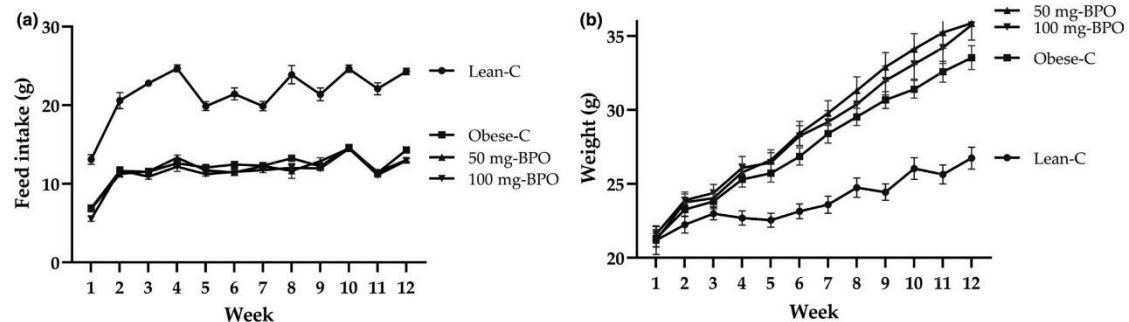 (a)
30
20
10
0
Feed intake (g)
1 2 3 4 5 6 7 8 9 10 11 12
Week
Lean-C
Obese-C
50 mg-BPO
100 mg-BPO
(b)
35
30
25
20
Weight (g)
1 2 3 4 5 6 7 8 9 10 11 12
Week
50 mg-BPO
100 mg-BPO
Obese-C
Lean-C